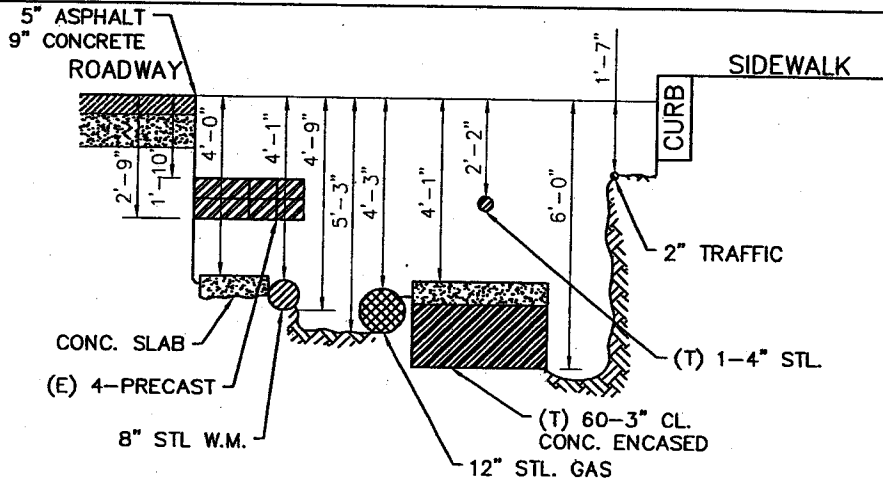 5" ASPHALT
9" CONCRETE
ROADWAY
SIDEWALK
CURB
1'-7"
2'-9"
1'-10"
4'-0"
4'-1"
4'-9"
5'-3"
4'-3"
4'-1"
2'-2"
6'-0"
2" TRAFFIC
CONC. SLAB
(T) 1-4" STL.
(E) 4-PRECAST
(T) 60-3" CL.
CONC. ENCASED
8" STL W.M.
12" STL. GAS